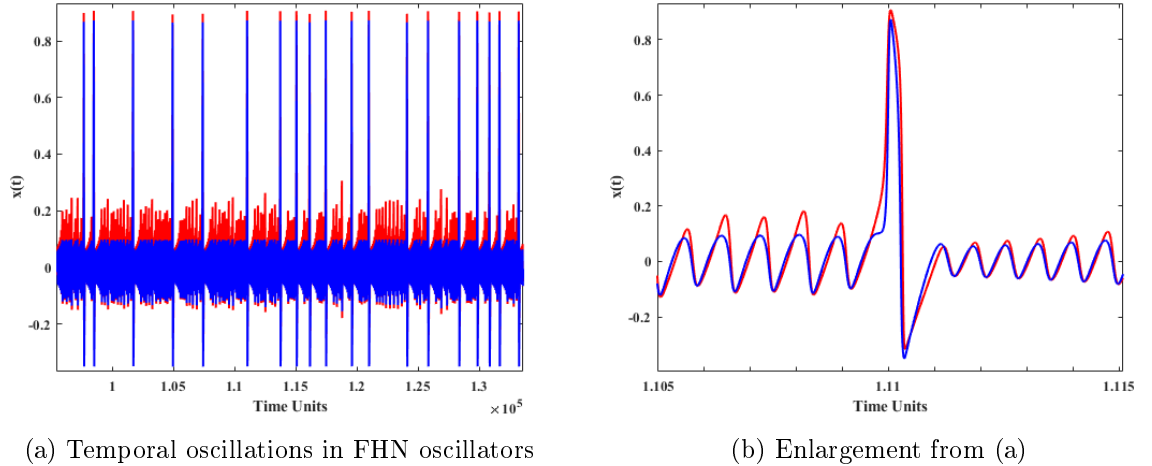 0.8
0.6
0.4
0.2
0
-0.2
x(t)
1 1.05 1.1 1.15 1.2 1.25 1.3
Time Units
×10⁵
(a) Temporal oscillations in FHN oscillators
0.8
0.6
0.4
0.2
0
-0.2
x(t)
1.105 1.11 1.115
Time Units
(b) Enlargement from (a)